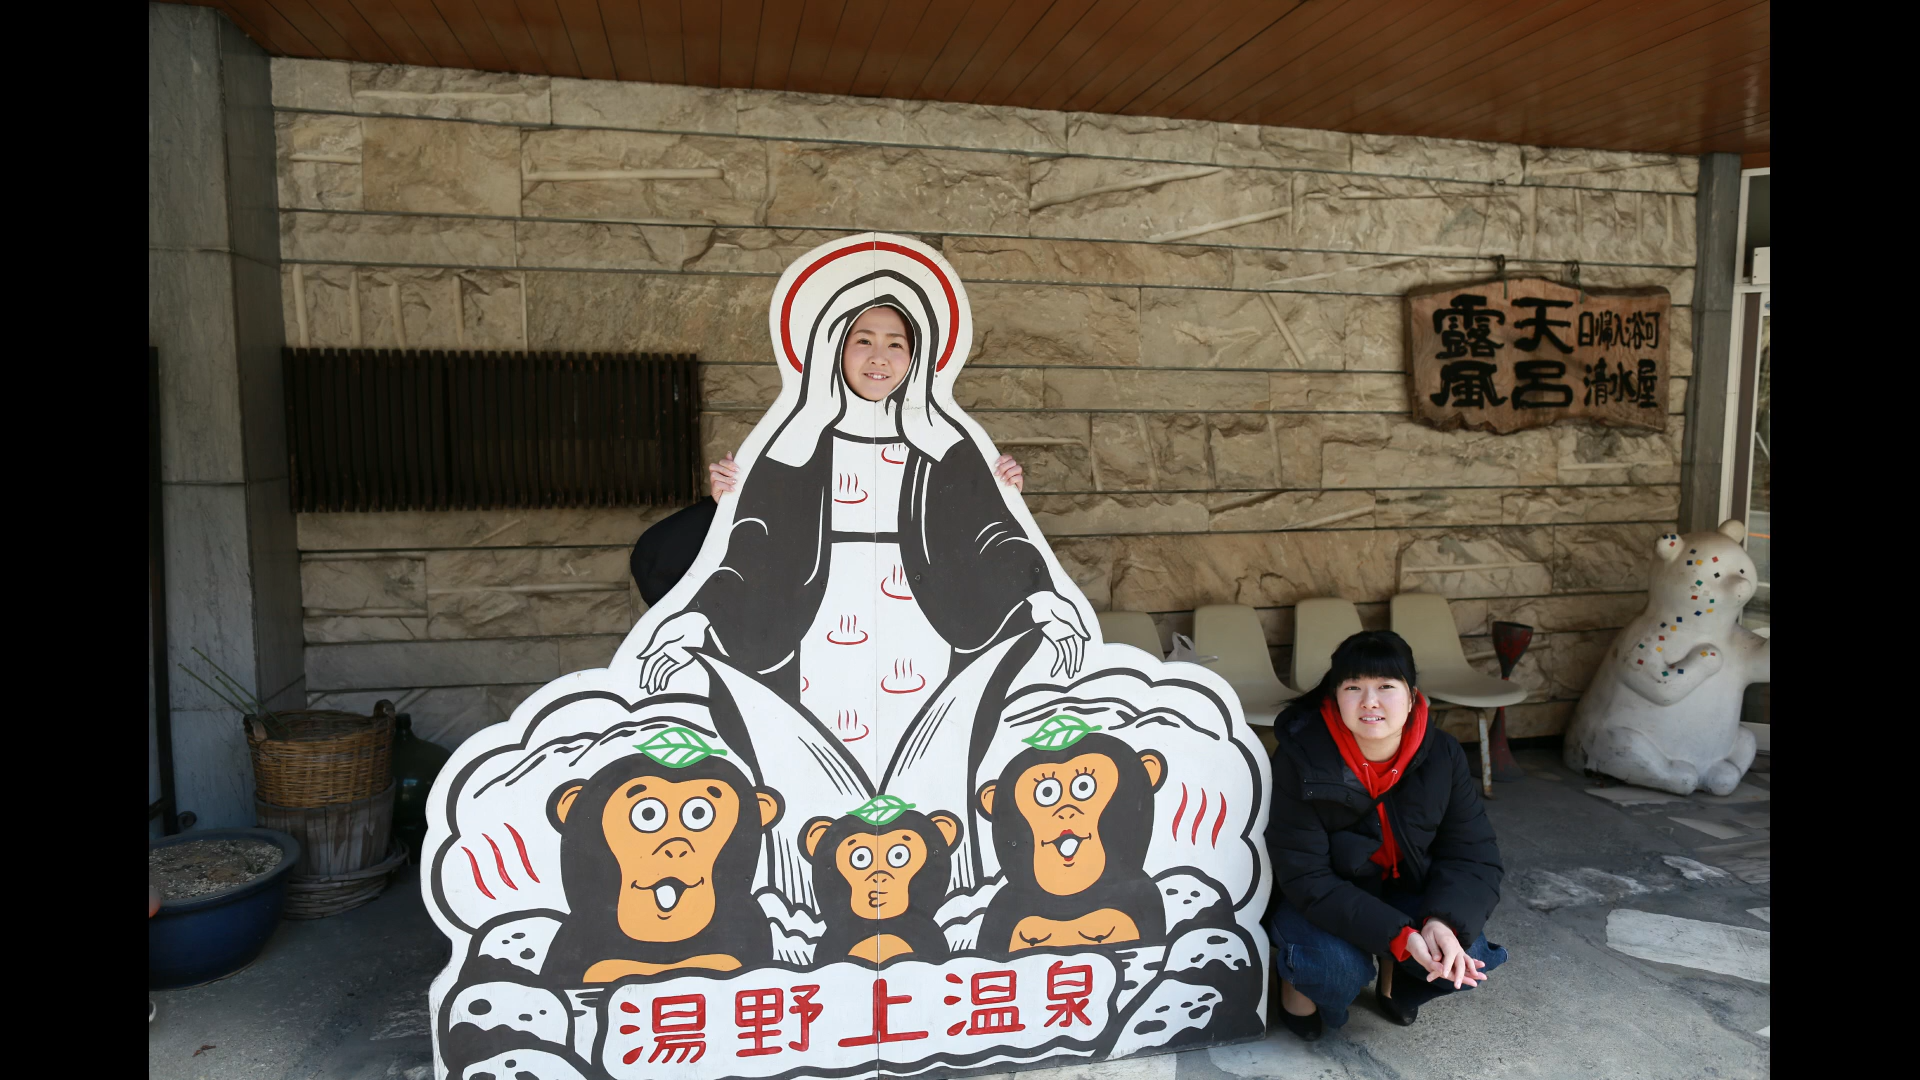 露天 日帰入浴可
風呂 清水屋
湯野上温泉